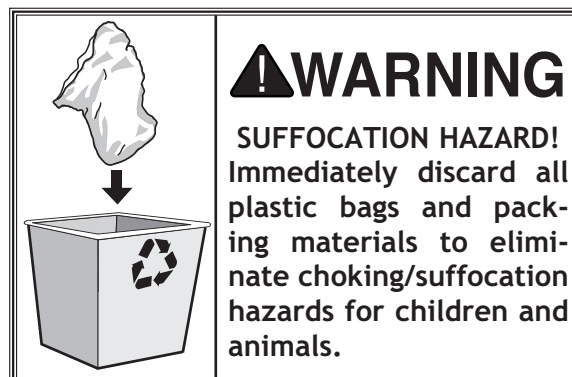 WARNING
SUFFOCATION HAZARD!
Immediately discard all
plastic bags and pack-
ing materials to elimi-
nate choking/suffocation
hazards for children and
animals.